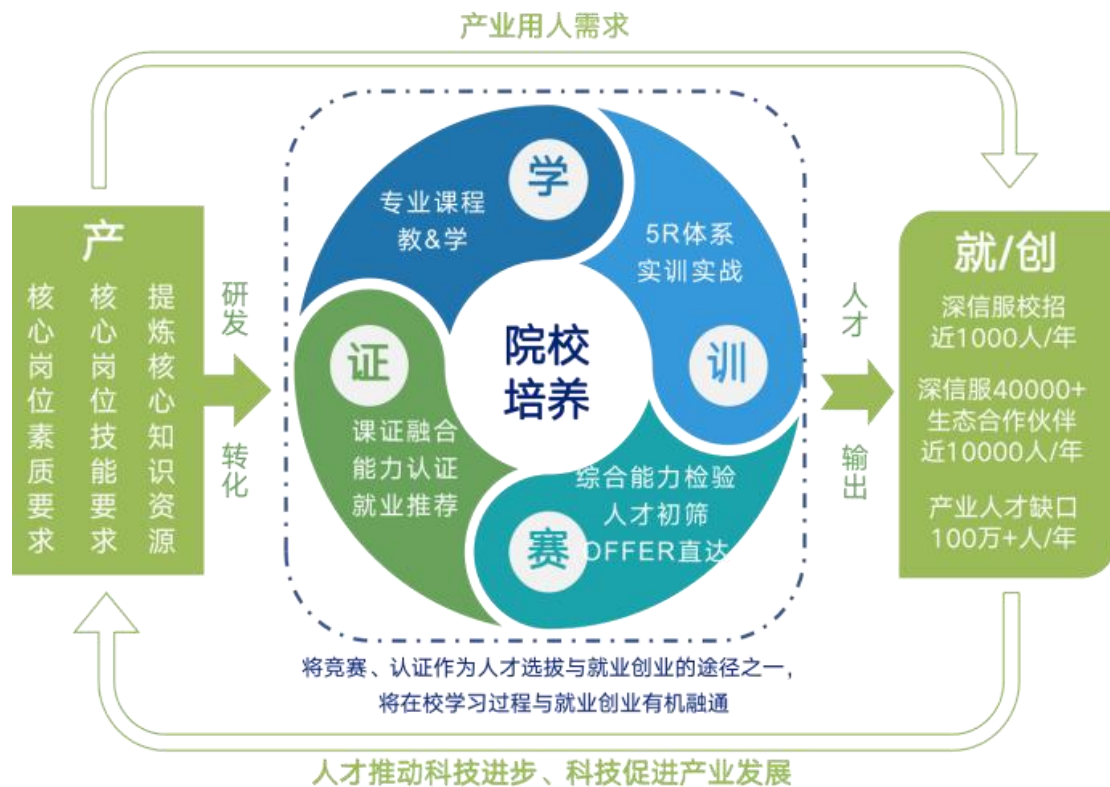 产业用人需求
产
核心岗位素质要求
核心岗位技能要求
提炼核心知识资源
研发
转化
学
专业课程
教&学
5R体系
实训实战
训
证
课证融合
能力认证
就业推荐
院校
培养
综合能力检验
人才初筛
OFFER直达
赛
将竞赛、认证作为人才选拔与就业创业的途径之一，
将在校学习过程与就业创业有机融通
人才
输出
就/创
深信服校招
近1000人/年
深信服40000+
生态合作伙伴
近10000人/年
产业人才缺口
100万+人/年
人才推动科技进步、科技促进产业发展